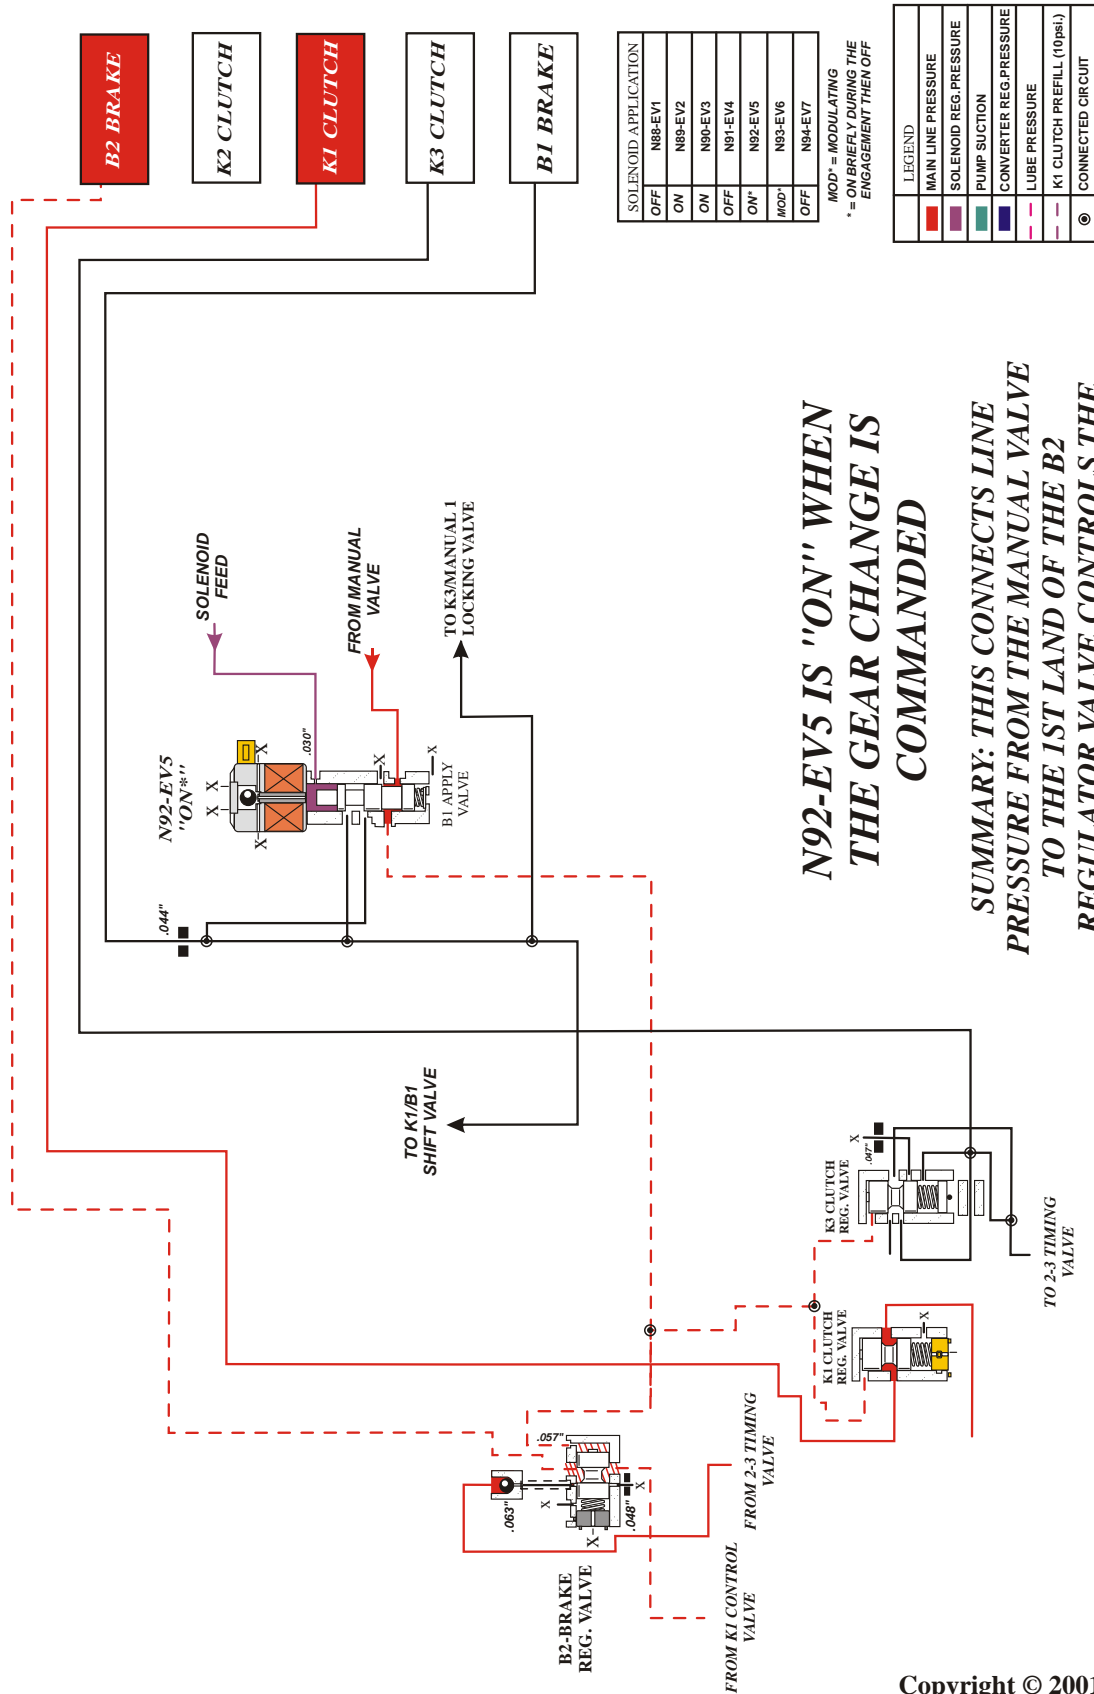 B2 BRAKE
K2 CLUTCH
K1 CLUTCH
K3 CLUTCH
B1 BRAKE
SOLENOID APPLICATION
OFF N88-EV1
ON N89-EV2
ON N90-EV3
OFF N91-EV4
ON* N92-EV5
MOD* N93-EV6
OFF N94-EV7
MOD* = MODULATING
* = ON BRIEFLY DURING THE
ENGAGEMENT THEN OFF
LEGEND
MAIN LINE PRESSURE
SOLENOID REG.PRESSURE
PUMP SUCTION
CONVERTER REG.PRESSURE
LUBE PRESSURE
K1 CLUTCH PREFILL (10psi.)
CONNECTED CIRCUIT
SOLENOID
FEED
FROM MANUAL
VALVE
TO K3/MANUAL 1
LOCKING VALVE
N92-EV5
"ON*"
X
X
X
X
.030"
X
X
B1 APPLY
VALVE
.044"
TO K1/B1
SHIFT VALVE
N92-EV5 IS "ON" WHEN
THE GEAR CHANGE IS
COMMANDED
SUMMARY: THIS CONNECTS LINE
PRESSURE FROM THE MANUAL VALVE
TO THE 1ST LAND OF THE B2
REGULATOR VALVE CONTROLS THE
K3 CLUTCH
REG. VALVE
X
.047"
TO 2-3 TIMING
VALVE
K1 CLUTCH
REG. VALVE
X
.057"
.063"
X
X
X
.048"
B2-BRAKE
REG. VALVE
FROM 2-3 TIMING
VALVE
FROM K1 CONTROL
VALVE
Copyright © 2001